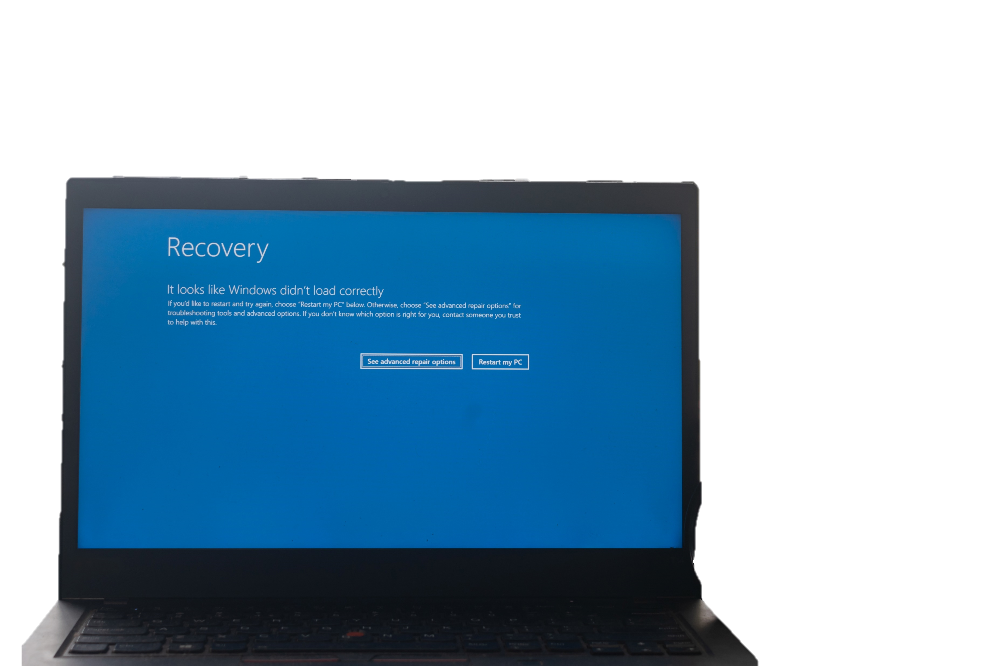 Recovery
It looks like Windows didn't load correctly
If you'd like to restart and try again, choose “Restart my PC” below. Otherwise, choose “See advanced repair options” for
troubleshooting tools and advanced options. If you don't know which option is right for you, contact someone you trust
to help with this.
See advanced repair options
Restart my PC
Q W E R T Y U I O P
A S D F G H J K L
Z X C V B N M